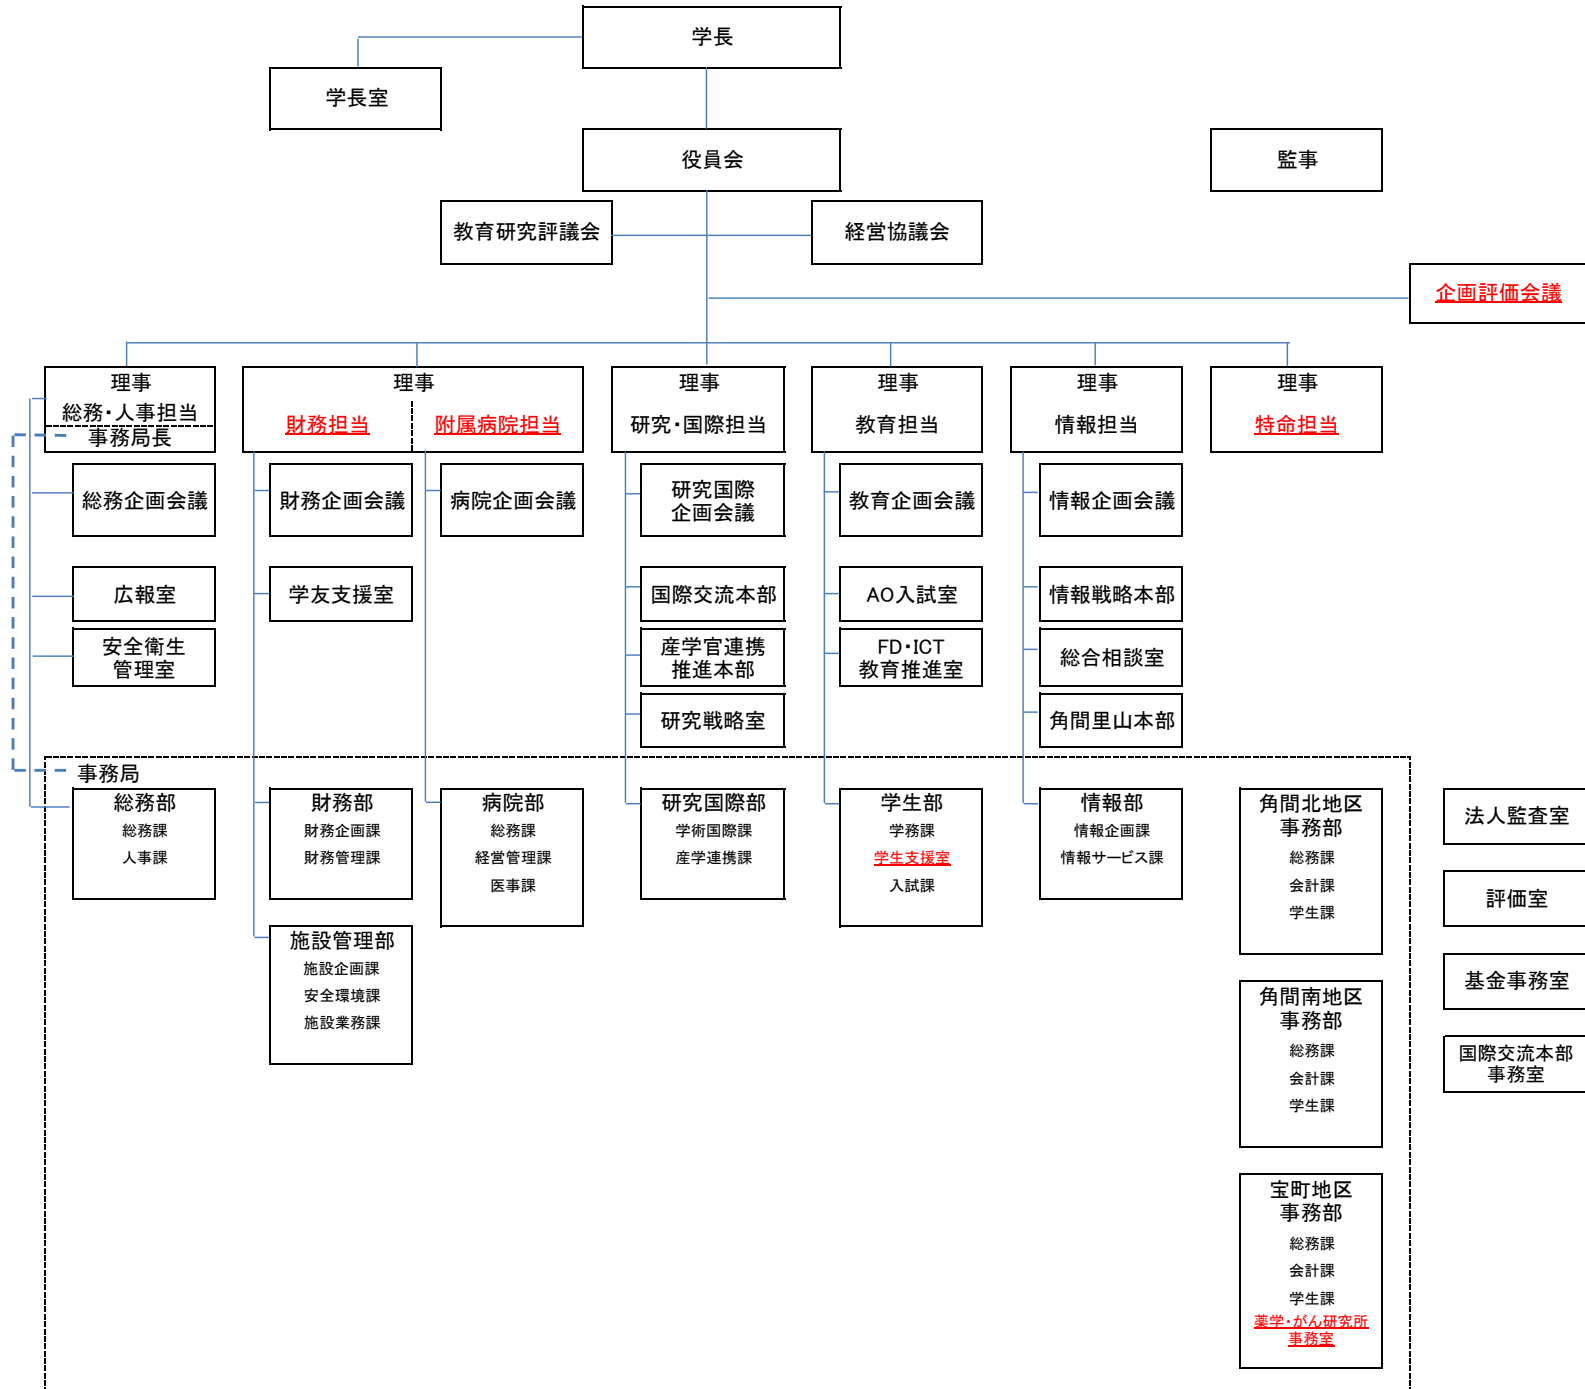 学長
学長室
役員会
監事
教育研究評議会
経営協議会
企画評価会議
理事
総務・人事担当
事務局長
理事
財務担当
附属病院担当
理事
研究・国際担当
理事
教育担当
理事
情報担当
理事
特命担当
総務企画会議
財務企画会議
病院企画会議
研究国際
企画会議
教育企画会議
情報企画会議
広報室
学友支援室
国際交流本部
AO入試室
情報戦略本部
安全衛生
管理室
産学官連携
推進本部
FD・ICT
教育推進室
総合相談室
研究戦略室
角間里山本部
事務局
総務部
総務課
人事課
財務部
財務企画課
財務管理課
病院部
総務課
経営管理課
医事課
研究国際部
学術国際課
産学連携課
学生部
学務課
学生支援室
入試課
情報部
情報企画課
情報サービス課
角間北地区
事務部
総務課
会計課
学生課
法人監査室
評価室
施設管理部
施設企画課
安全環境課
施設業務課
基金事務室
角間南地区
事務部
総務課
会計課
学生課
国際交流本部
事務室
宝町地区
事務部
総務課
会計課
学生課
薬学・がん研究所
事務室